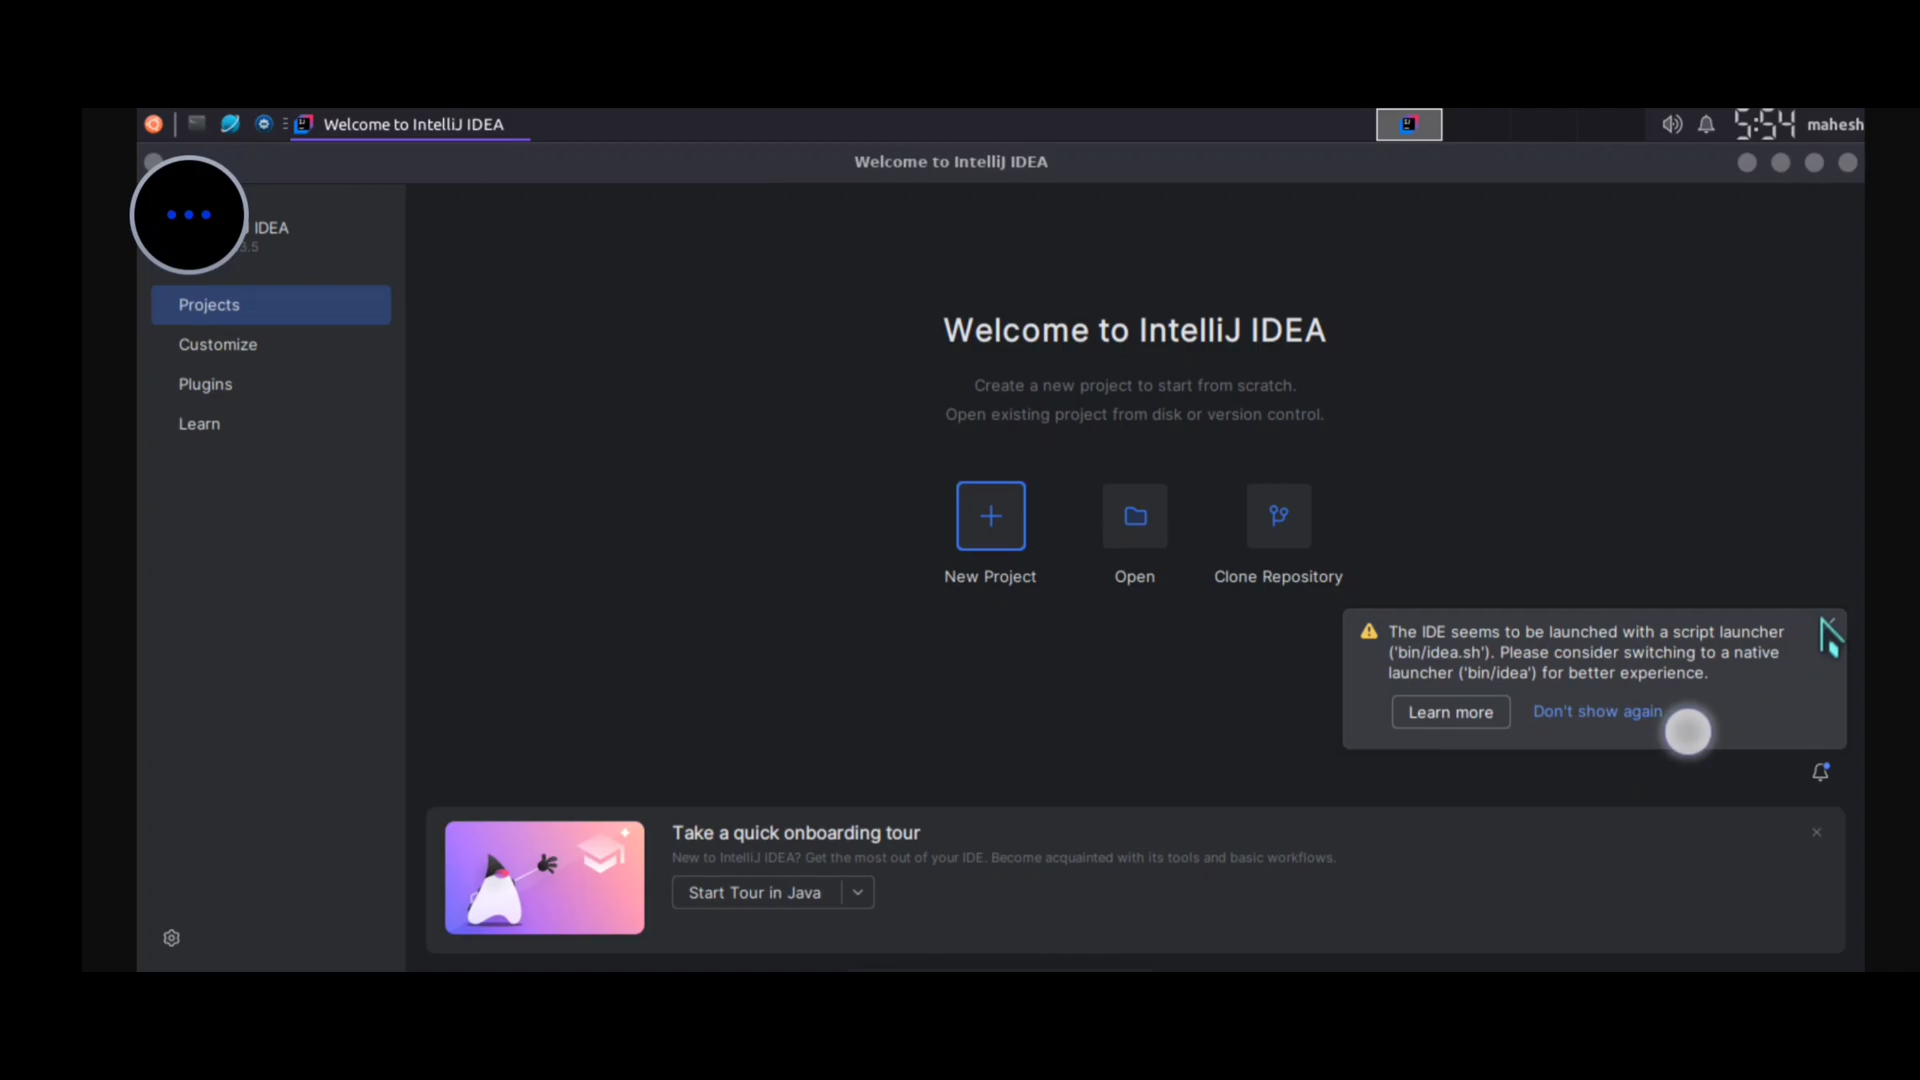 Welcome to IntelliJ IDEA
5:54 mahesh
Welcome to IntelliJ IDEA
IDEA
3.5
Projects
Customize
Plugins
Learn
Welcome to IntelliJ IDEA
Create a new project to start from scratch.
Open existing project from disk or version control.
New Project
Open
Clone Repository
The IDE seems to be launched with a script launcher
('bin/idea.sh'). Please consider switching to a native
launcher ('bin/idea') for better experience.
Learn more
Don't show again
Take a quick onboarding tour
New to IntelliJ IDEA? Get the most out of your IDE. Become acquainted with its tools and basic workflows.
Start Tour in Java